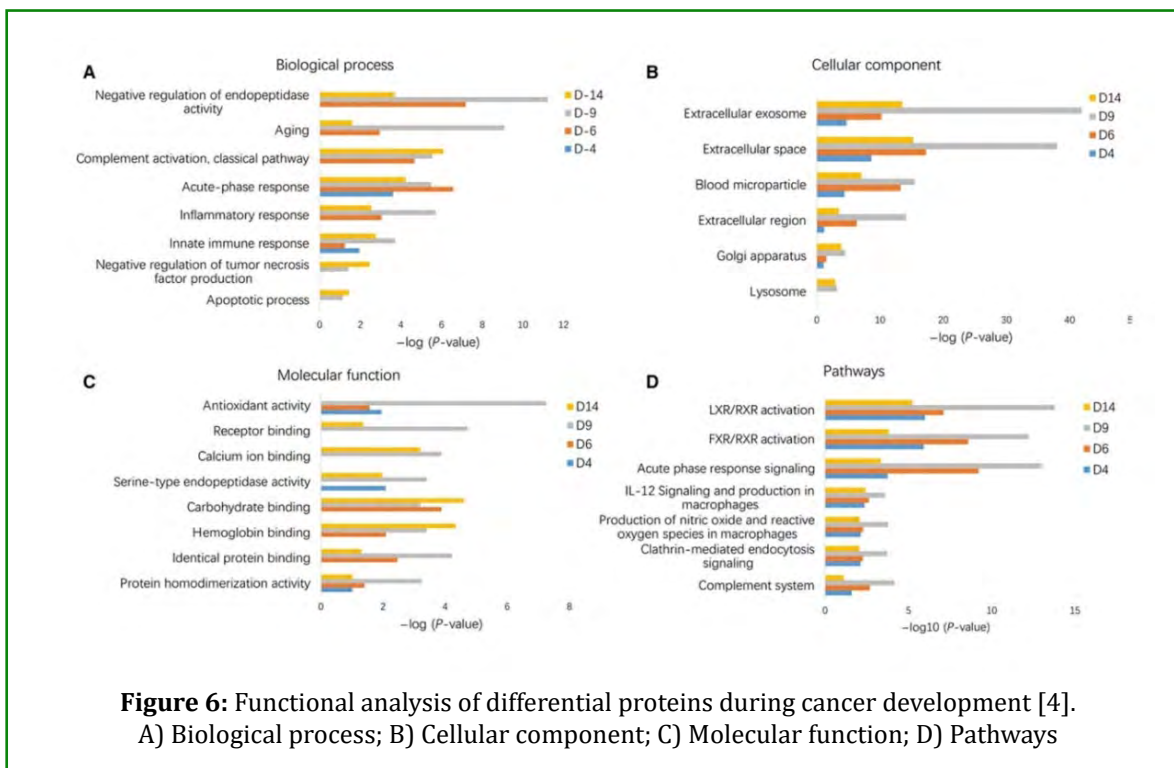 A
Biological process
Negative regulation of endopeptidase
activity
Aging
Complement activation, classical pathway
Acute-phase response
Inflammatory response
Innate immune response
Negative regulation of tumor necrosis
factor production
Apoptotic process
0 2 4 6 8 10 12
−log (P-value)
D-14
D-9
D-6
D-4
B
Cellular component
Extracellular exosome
Extracellular space
Blood microparticle
Extracellular region
Golgi apparatus
Lysosome
0 10 20 30 40 5
−log (P-value)
D14
D9
D6
D4
C
Molecular function
Antioxidant activity
Receptor binding
Calcium ion binding
Serine-type endopeptidase activity
Carbohydrate binding
Hemoglobin binding
Identical protein binding
Protein homodimerization activity
0 2 4 6 8
−log (P-value)
D14
D9
D6
D4
D
Pathways
LXR/RXR activation
FXR/RXR activation
Acute phase response signaling
IL-12 Signaling and production in
macrophages
Production of nitric oxide and reactive
oxygen species in macrophages
Clathrin-mediated endocytosis
signaling
Complement system
0 5 10 15
−log10 (P-value)
D14
D9
D6
D4
Figure 6: Functional analysis of differential proteins during cancer development [4].
A) Biological process; B) Cellular component; C) Molecular function; D) Pathways